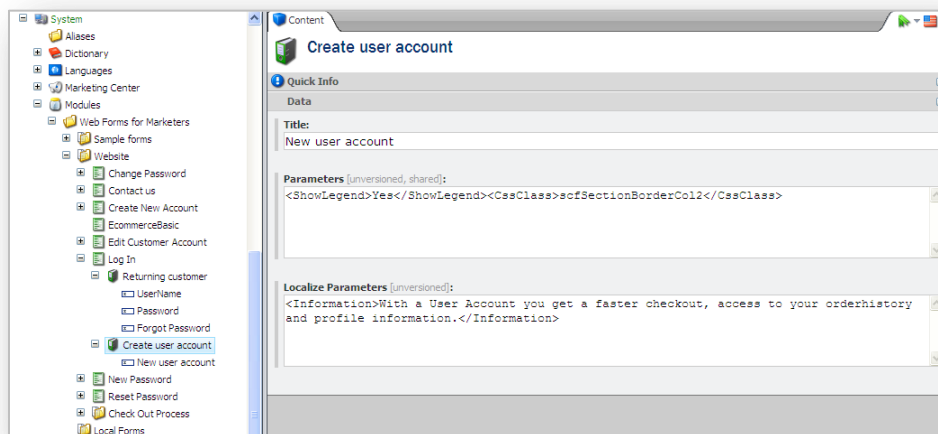 System
Aliases
Dictionary
Languages
Marketing Center
Modules
Web Forms for Marketers
Sample forms
Website
Change Password
Contact us
Create New Account
EcommerceBasic
Edit Customer Account
Log In
Returning customer
UserName
Password
Forgot Password
Create user account
New user account
New Password
Reset Password
Check Out Process
Local Forms
Content
Create user account
Quick Info
Data
Title:
New user account
Parameters [unversioned, shared]:
<ShowLegend>Yes</ShowLegend><CssClass>scfSectionBorderCol2</CssClass>
Localize Parameters [unversioned]:
<Information>With a User Account you get a faster checkout, access to your orderhistory
and profile information.</Information>